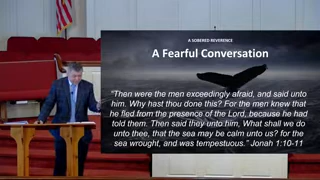 A SOBERED REVERENCE
A Fearful Conversation
“Then were the men exceedingly afraid, and said unto
him. Why hast thou done this? For the men knew that
he fled from the presence of the Lord, because he had
told them. Then said they unto him, What shall we do
unto thee, that the sea may be calm unto us? for the
sea wrought, and was tempestuous.” Jonah 1:10-11